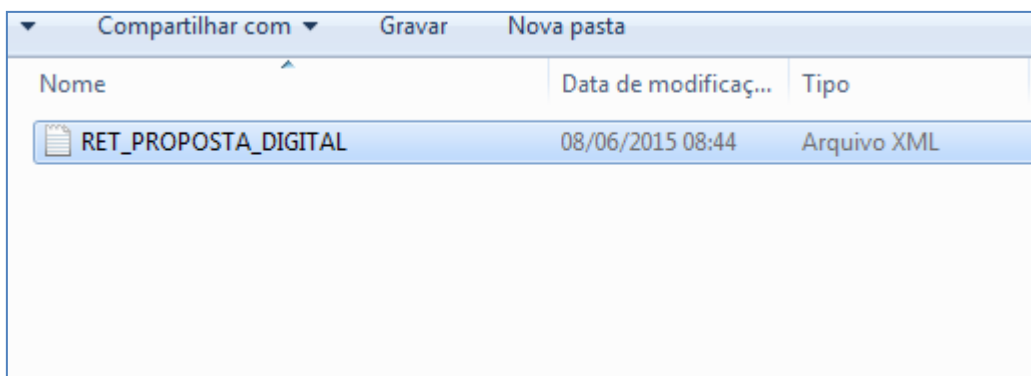 Compartilhar com Gravar Nova pasta
Nome Data de modificaç... Tipo
RET_PROPOSTA_DIGITAL 08/06/2015 08:44 Arquivo XML